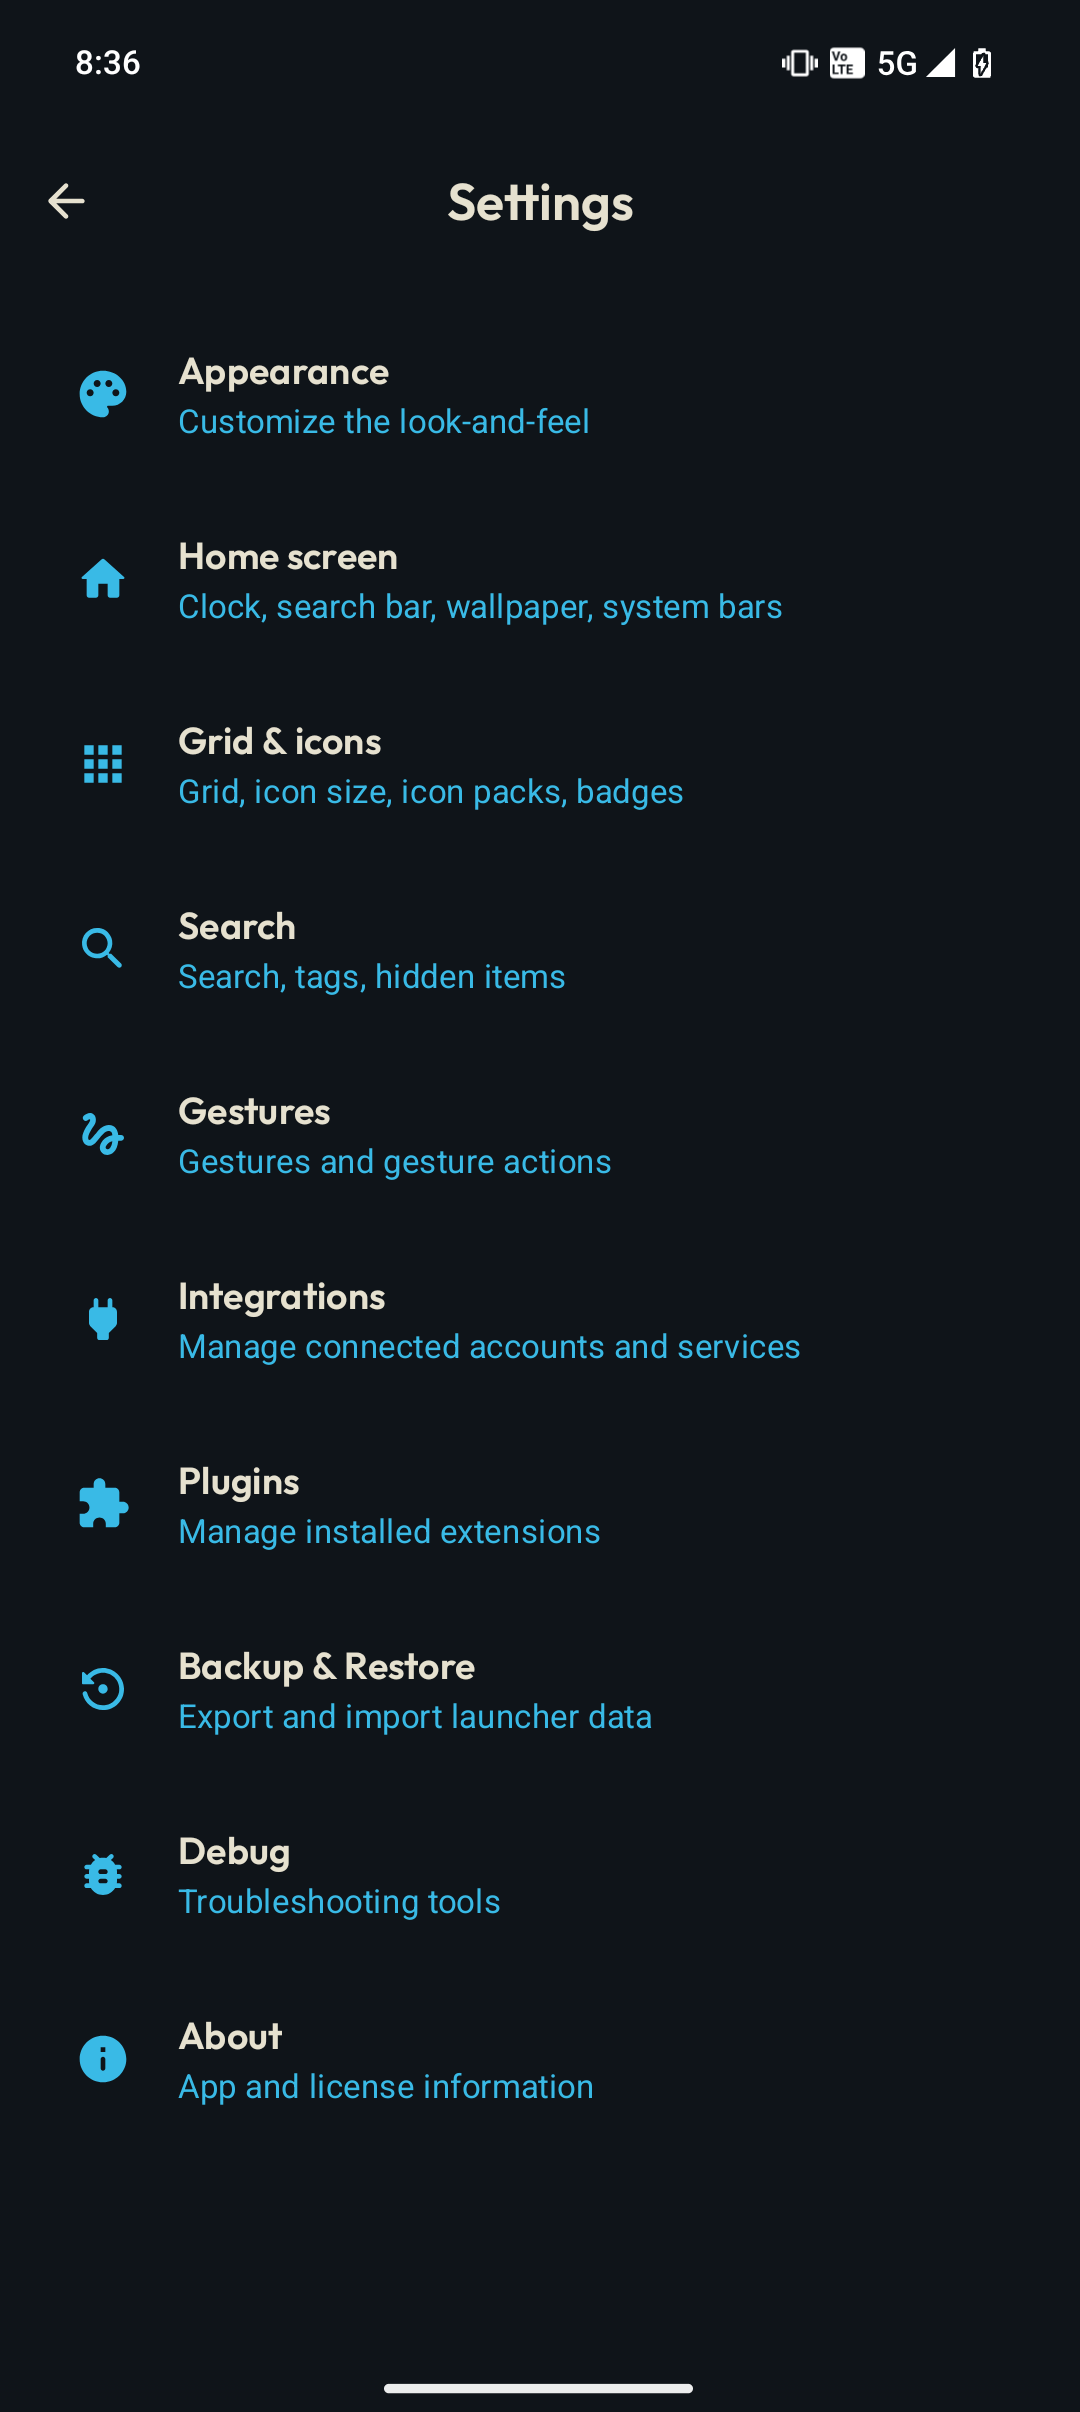 8:36
Vo LTE 5G
Settings
Appearance
Customize the look-and-feel
Home screen
Clock, search bar, wallpaper, system bars
Grid & icons
Grid, icon size, icon packs, badges
Search
Search, tags, hidden items
Gestures
Gestures and gesture actions
Integrations
Manage connected accounts and services
Plugins
Manage installed extensions
Backup & Restore
Export and import launcher data
Debug
Troubleshooting tools
About
App and license information